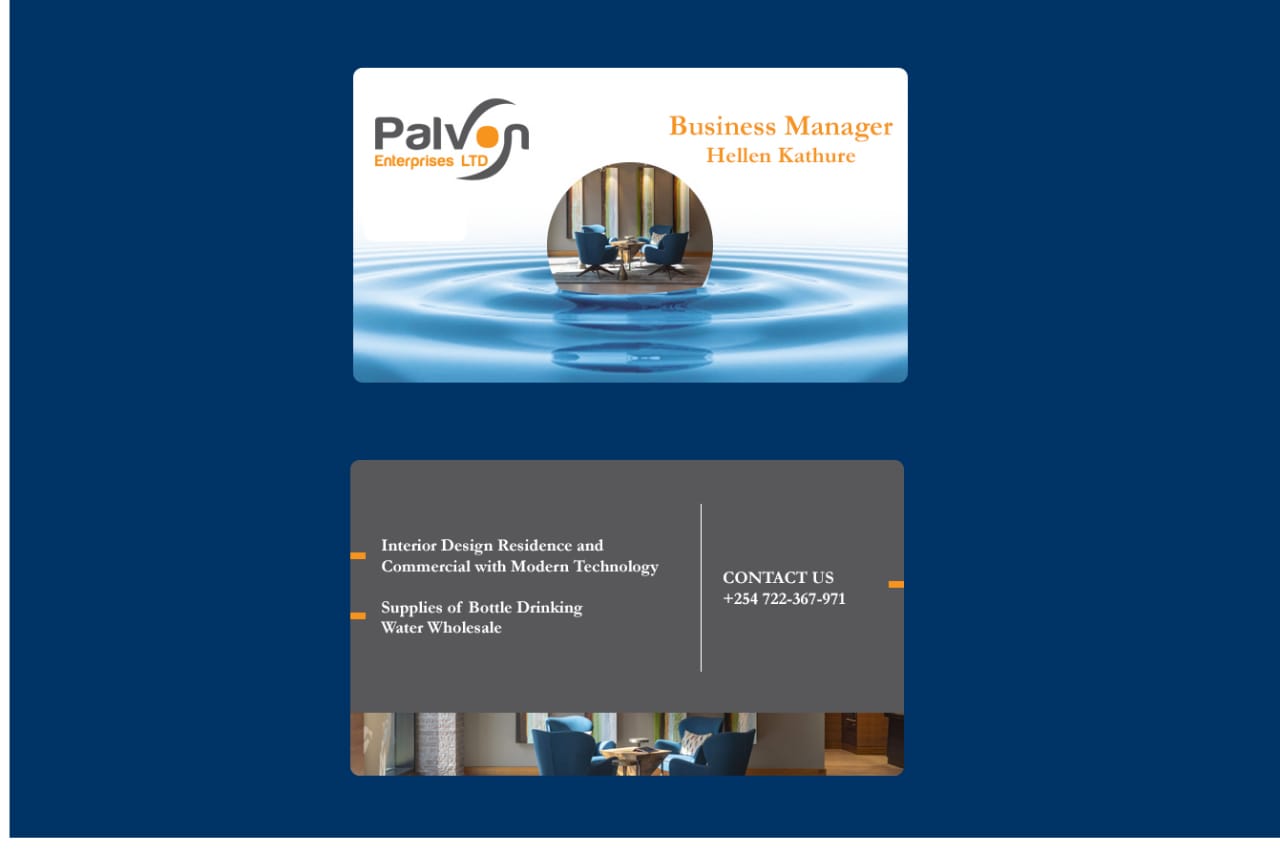 Palvon
Enterprises LTD
Business Manager
Hellen Kathure
Interior Design Residence and
Commercial with Modern Technology
Supplies of Bottle Drinking
Water Wholesale
CONTACT US
+254 722-367-971